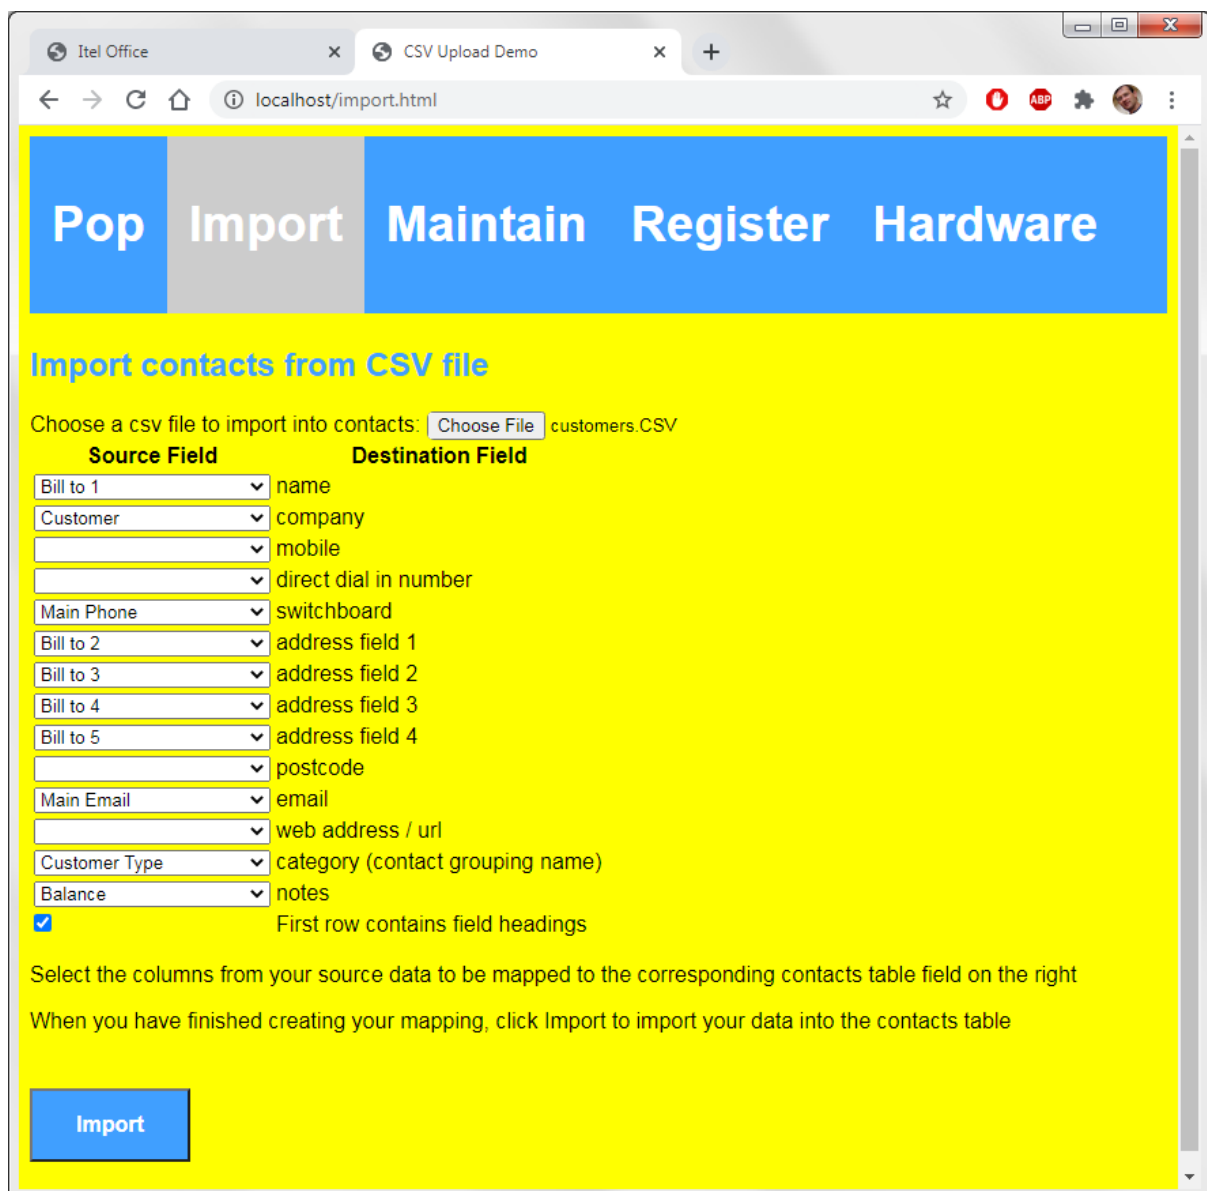 Itel Office CSV Upload Demo
localhost/import.html ABP
Pop Import Maintain Register Hardware
Import contacts from CSV file
Choose a csv file to import into contacts: Choose File customers.CSV
Source Field Destination Field
Bill to 1 name
Customer company
mobile
direct dial in number
Main Phone switchboard
Bill to 2 address field 1
Bill to 3 address field 2
Bill to 4 address field 3
Bill to 5 address field 4
postcode
Main Email email
web address / url
Customer Type category (contact grouping name)
Balance notes
First row contains field headings
Select the columns from your source data to be mapped to the corresponding contacts table field on the right
When you have finished creating your mapping, click Import to import your data into the contacts table
Import